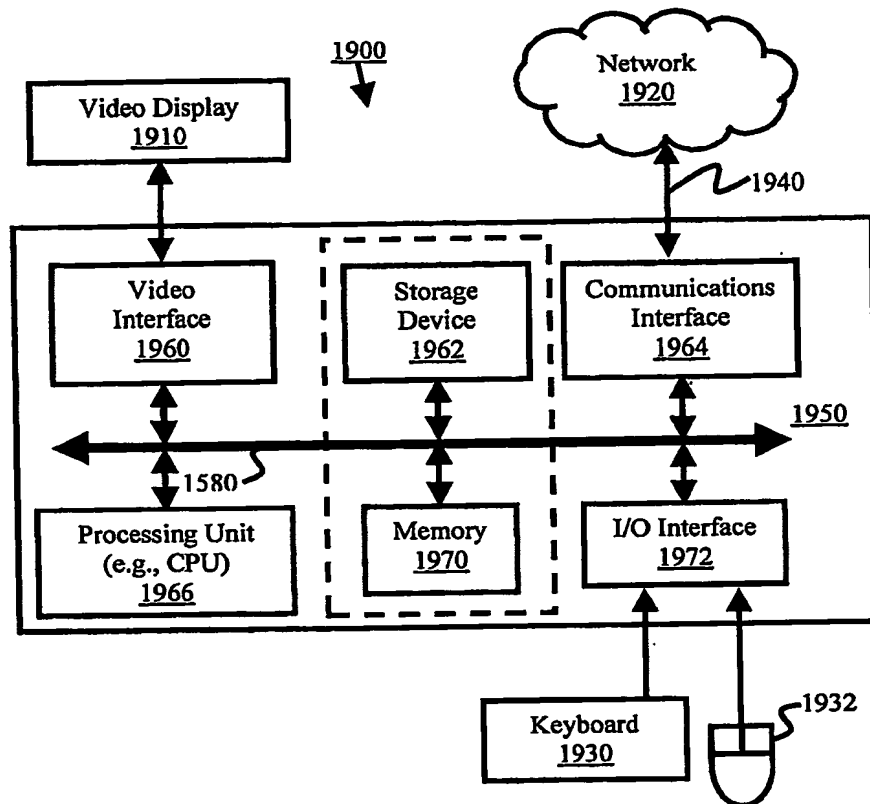 1900
Video Display
1910
Network
1920
1940
Video
Interface
1960
Storage
Device
1962
Communications
Interface
1964
1950
1580
Processing Unit
(e.g., CPU)
1966
Memory
1970
I/O Interface
1972
Keyboard
1930
1932